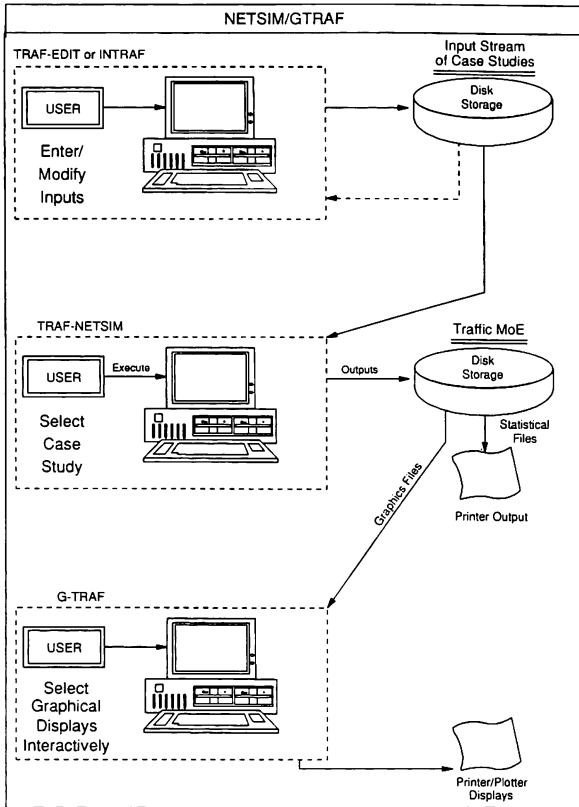 NETSIM/GTRAF
TRAF-EDIT or INTRAF
Input Stream
of Case Studies
Disk
Storage
USER
Enter/
Modify
Inputs
TRAF-NETSIM
Traffic MoE
Disk
Storage
USER
Execute
Outputs
Select
Case
Study
Statistical
Files
Graphics Files
Printer Output
G-TRAF
USER
Select
Graphical
Displays
Interactively
Printer/Plotter
Displays